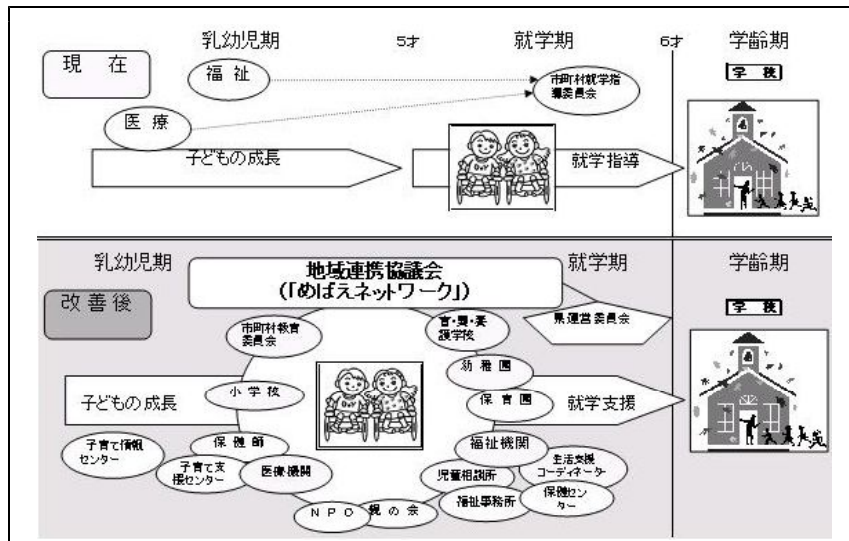 乳幼児期
5才
就学期
6才
学齢期
現在
福祉
市町村就学指
導委員会
学校
医療
子どもの成長
就学指導
乳幼児期
地域連携協議会
(「めばえネットワーク」)
就学期
学齢期
改善後
市町村教育
委員会
盲・聾・養
護学校
県運営委員会
学校
幼稚園
子どもの成長
小学校
保育園
就学支援
子育て情報
センター
保健師
福祉機関
子育て支
援センター
医療機関
児童相談所
生活支援
コーディネーター
福祉事務所
保健セン
ター
NPO
親の会